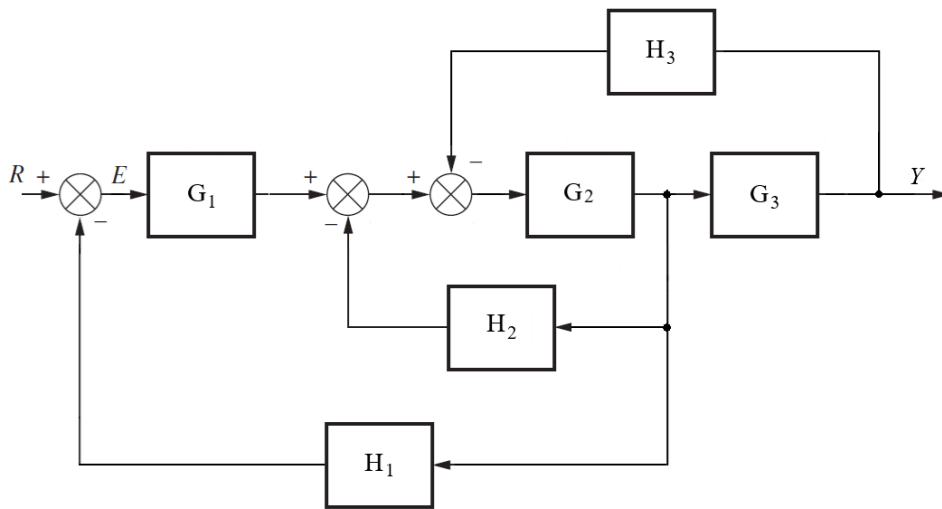 H₃
−
R + E G₁ + + G₂ G₃ Y
− −
H₂
H₁